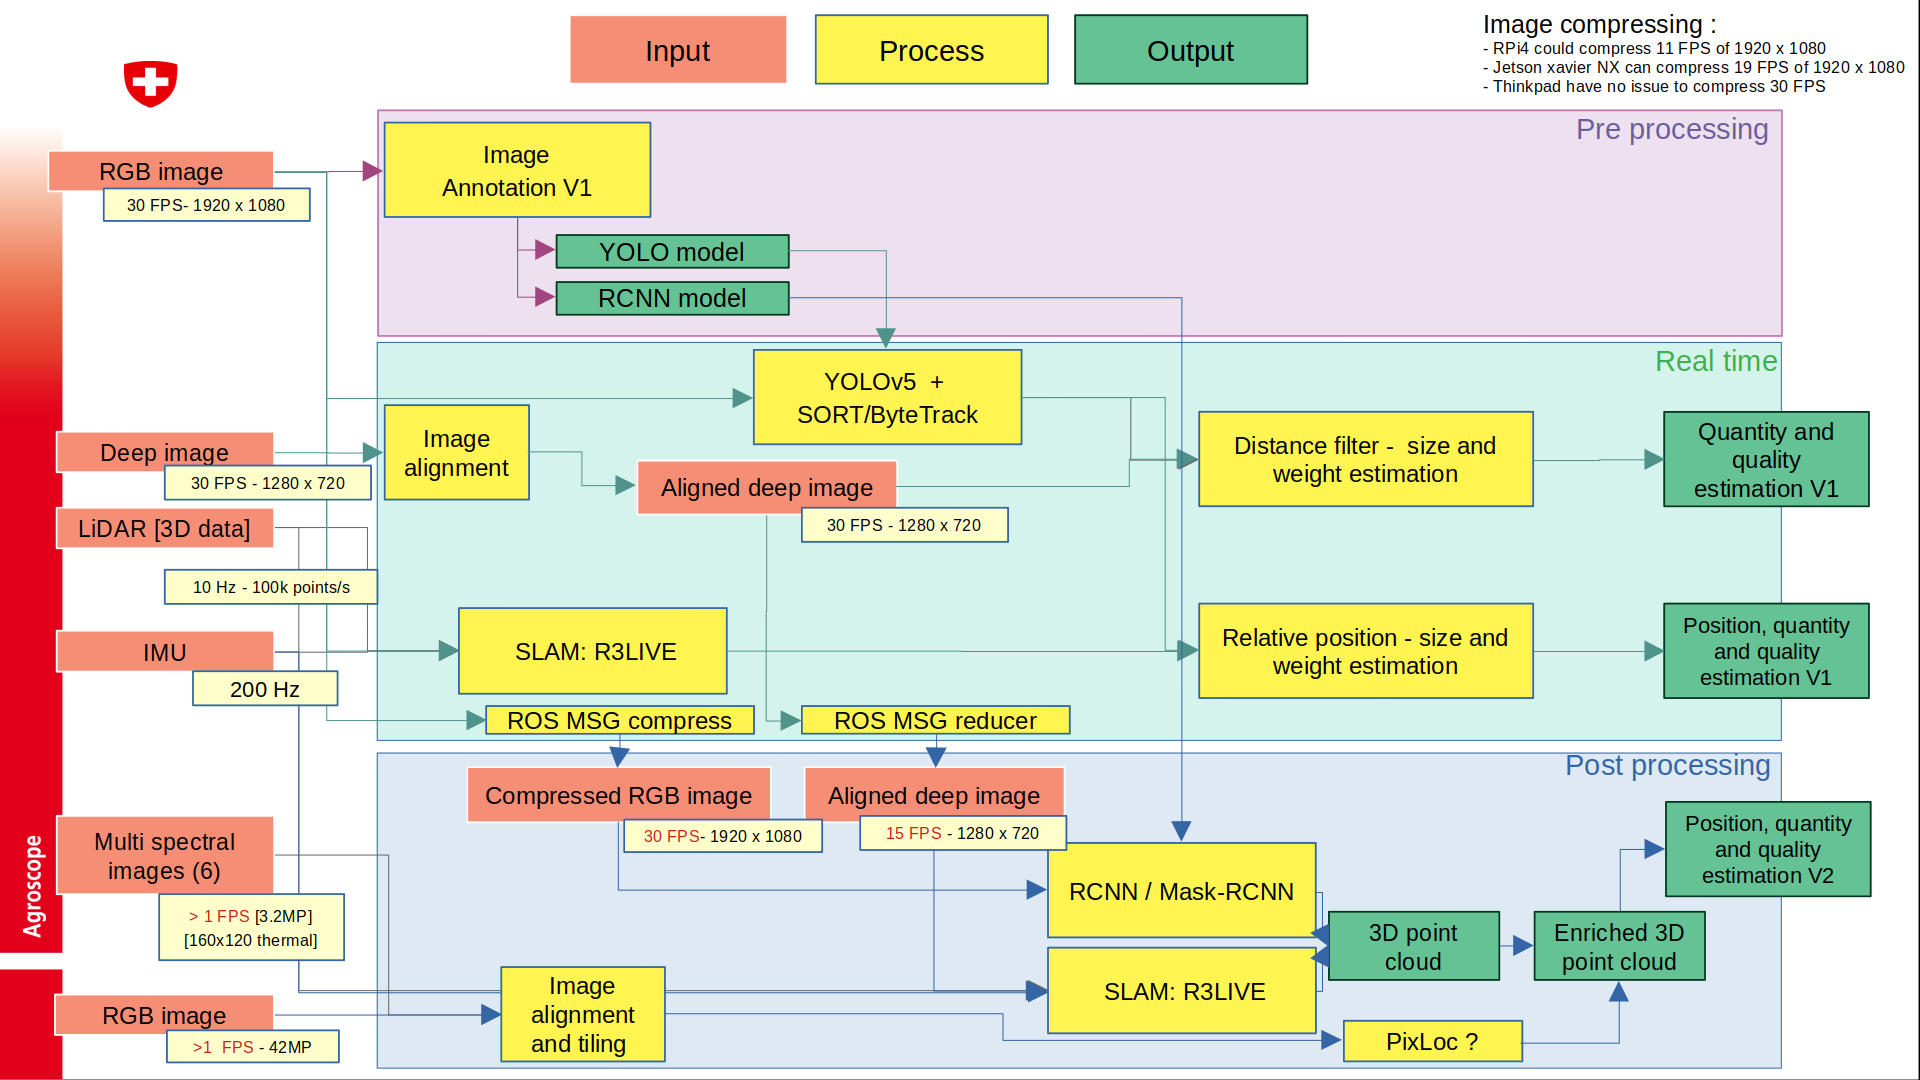 Input
Process
Output
Image compressing :
- RPi4 could compress 11 FPS of 1920 x 1080
- Jetson xavier NX can compress 19 FPS of 1920 x 1080
- Thinkpad have no issue to compress 30 FPS
Pre processing
RGB image
30 FPS- 1920 x 1080
Image
Annotation V1
YOLO model
RCNN model
Real time
YOLOv5  +
SORT/ByteTrack
Deep image
30 FPS - 1280 x 720
Image
alignment
Aligned deep image
30 FPS - 1280 x 720
Distance filter -  size and
weight estimation
Quantity and
quality
estimation V1
LiDAR [3D data]
10 Hz - 100k points/s
IMU
200 Hz
SLAM: R3LIVE
Relative position - size and
weight estimation
Position, quantity
and quality
estimation V1
ROS MSG compress
ROS MSG reducer
Post processing
Compressed RGB image
30 FPS- 1920 x 1080
Aligned deep image
15 FPS - 1280 x 720
Multi spectral
images (6)
> 1 FPS [3.2MP]
[160x120 thermal]
RCNN / Mask-RCNN
Position, quantity
and quality
estimation V2
3D point
cloud
Enriched 3D
point cloud
SLAM: R3LIVE
RGB image
>1  FPS - 42MP
Image
alignment
and tiling
PixLoc ?
Agroscope